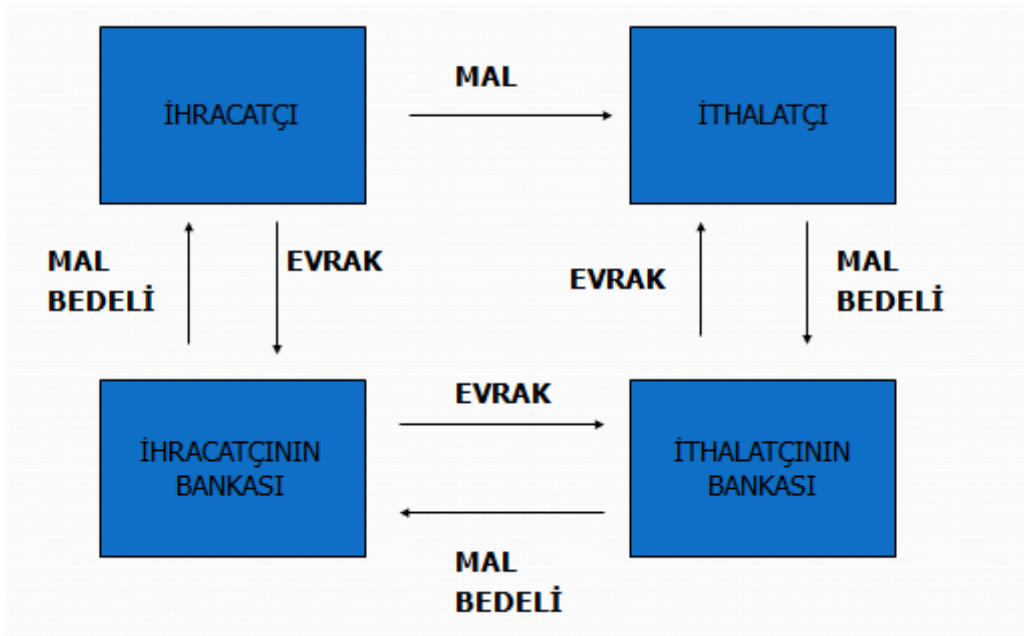 MAL
İHRACATÇI
İTHALATÇI
MAL
BEDELİ
EVRAK
EVRAK
MAL
BEDELİ
EVRAK
İHRACATÇININ
BANKASI
İTHALATÇININ
BANKASI
MAL
BEDELİ